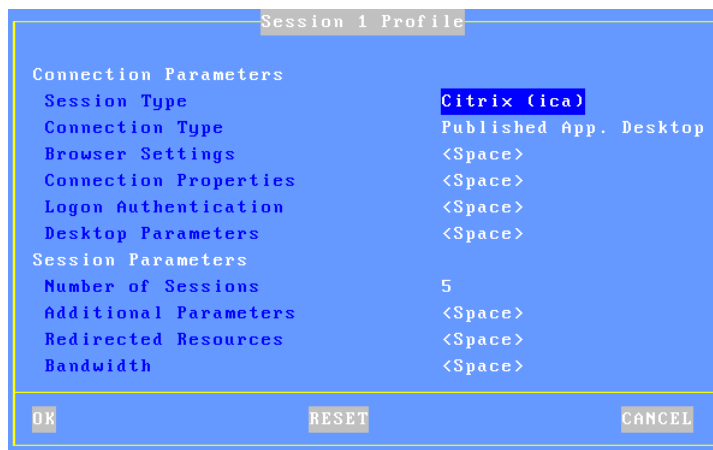 Session 1 Profile
Connection Parameters
Session Type Citrix (ica)
Connection Type Published App. Desktop
Browser Settings <Space>
Connection Properties <Space>
Logon Authentication <Space>
Desktop Parameters <Space>
Session Parameters
Number of Sessions 5
Additional Parameters <Space>
Redirected Resources <Space>
Bandwidth <Space>
OK RESET CANCEL